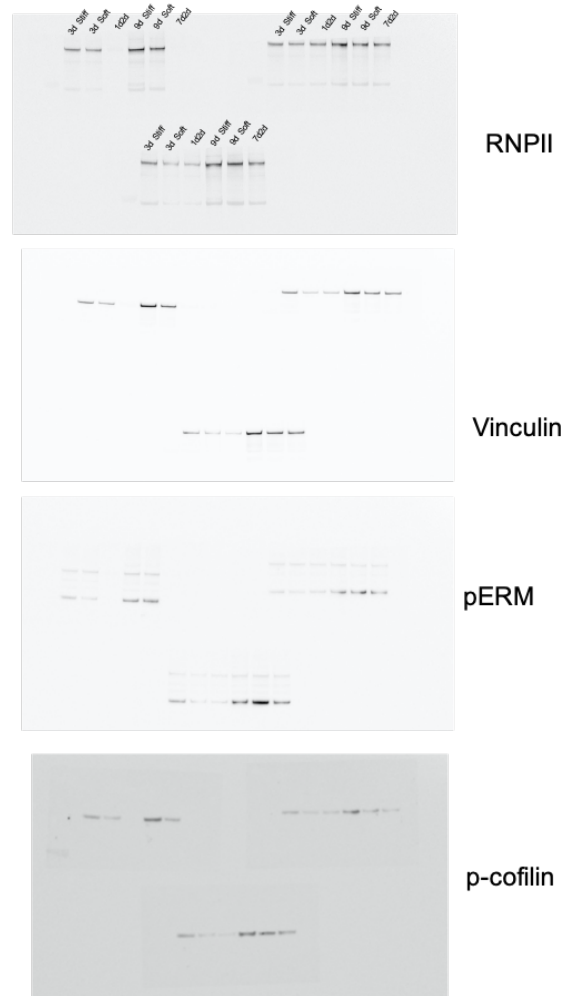 3d Stiff
3d Soft
1d2d
9d Stiff
9d Soft
7d2d
3d Stiff
3d Soft
1d2d
9d Stiff
9d Soft
7d2d
3d Stiff
3d Soft
1d2d
9d Stiff
9d Soft
7d2d
RNPII
Vinculin
pERM
p-cofilin